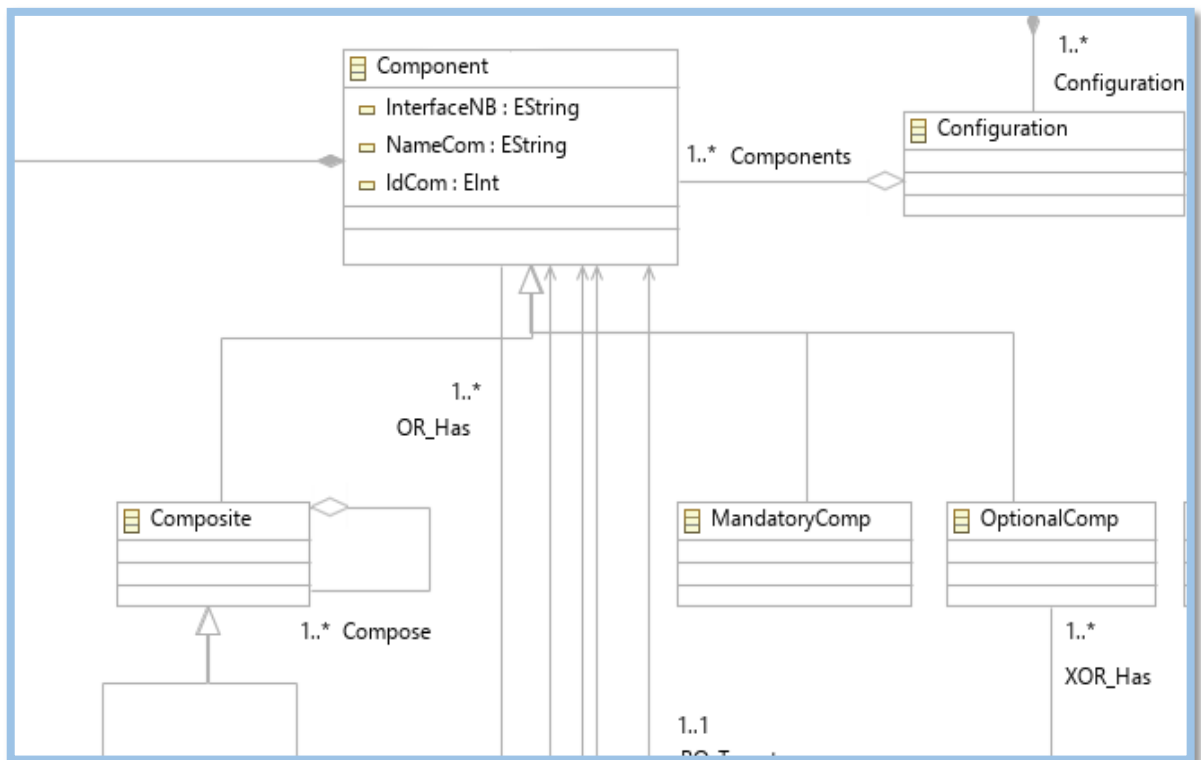 1..*
Configuration
Component
InterfaceNB : EString
NameCom : EString
IdCom : EInt
Configuration
1..* Components
1..*
OR_Has
Composite
MandatoryComp
OptionalComp
1..* Compose
1..*
XOR_Has
1..1